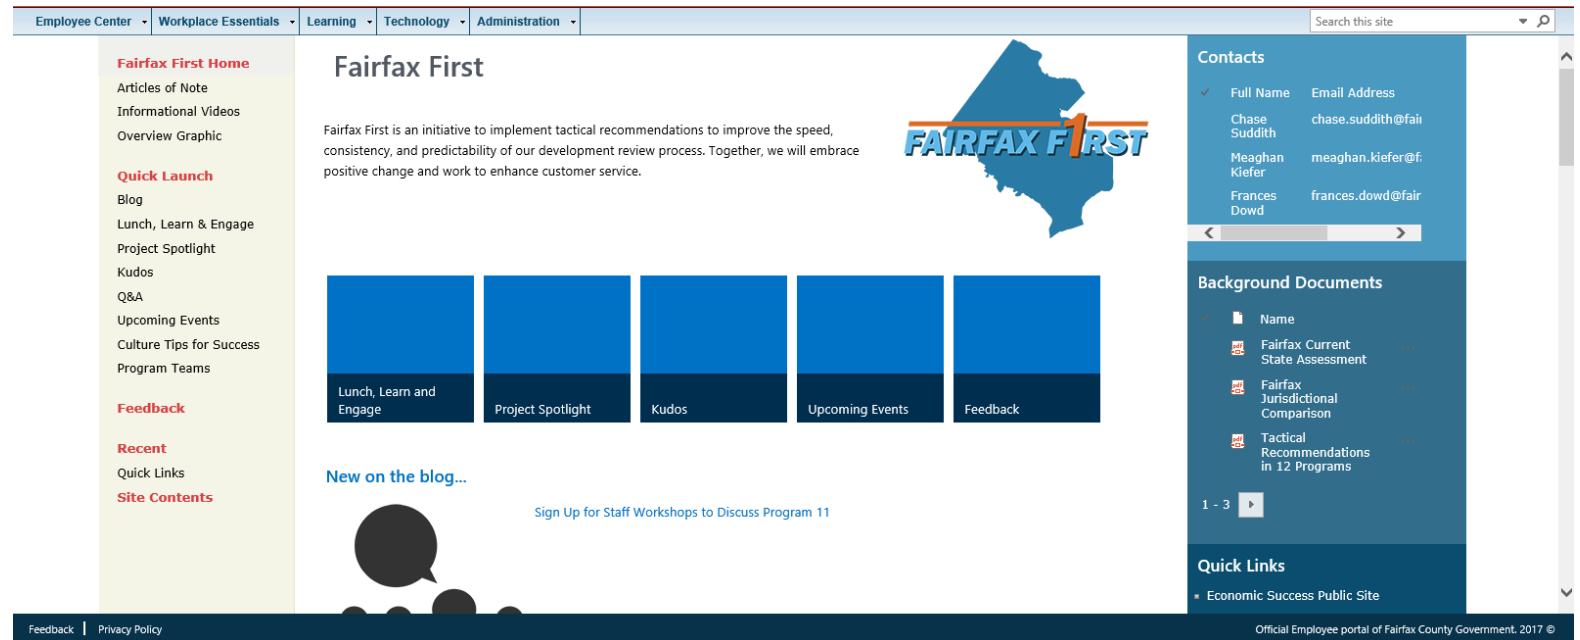 Employee Center
Workplace Essentials
Learning
Technology
Administration
Search this site
Fairfax First Home
Articles of Note
Informational Videos
Overview Graphic
Quick Launch
Blog
Lunch, Learn & Engage
Project Spotlight
Kudos
Q&A
Upcoming Events
Culture Tips for Success
Program Teams
Feedback
Recent
Quick Links
Site Contents
Fairfax First
Fairfax First is an initiative to implement tactical recommendations to improve the speed,
consistency, and predictability of our development review process. Together, we will embrace
positive change and work to enhance customer service.
FAIRFAX F1RST
Lunch, Learn and
Engage
Project Spotlight
Kudos
Upcoming Events
Feedback
New on the blog...
Sign Up for Staff Workshops to Discuss Program 11
Contacts
Full Name Email Address
Chase chase.suddith@fai
Suddith
Meaghan meaghan.kiefer@f
Kiefer
Frances frances.dowd@fair
Dowd
Background Documents
Name
Fairfax Current
State Assessment
Fairfax
Jurisdictional
Comparison
Tactical
Recommendations
in 12 Programs
1 - 3
Quick Links
Economic Success Public Site
Feedback
Privacy Policy
Official Employee portal of Fairfax County Government. 2017 ©